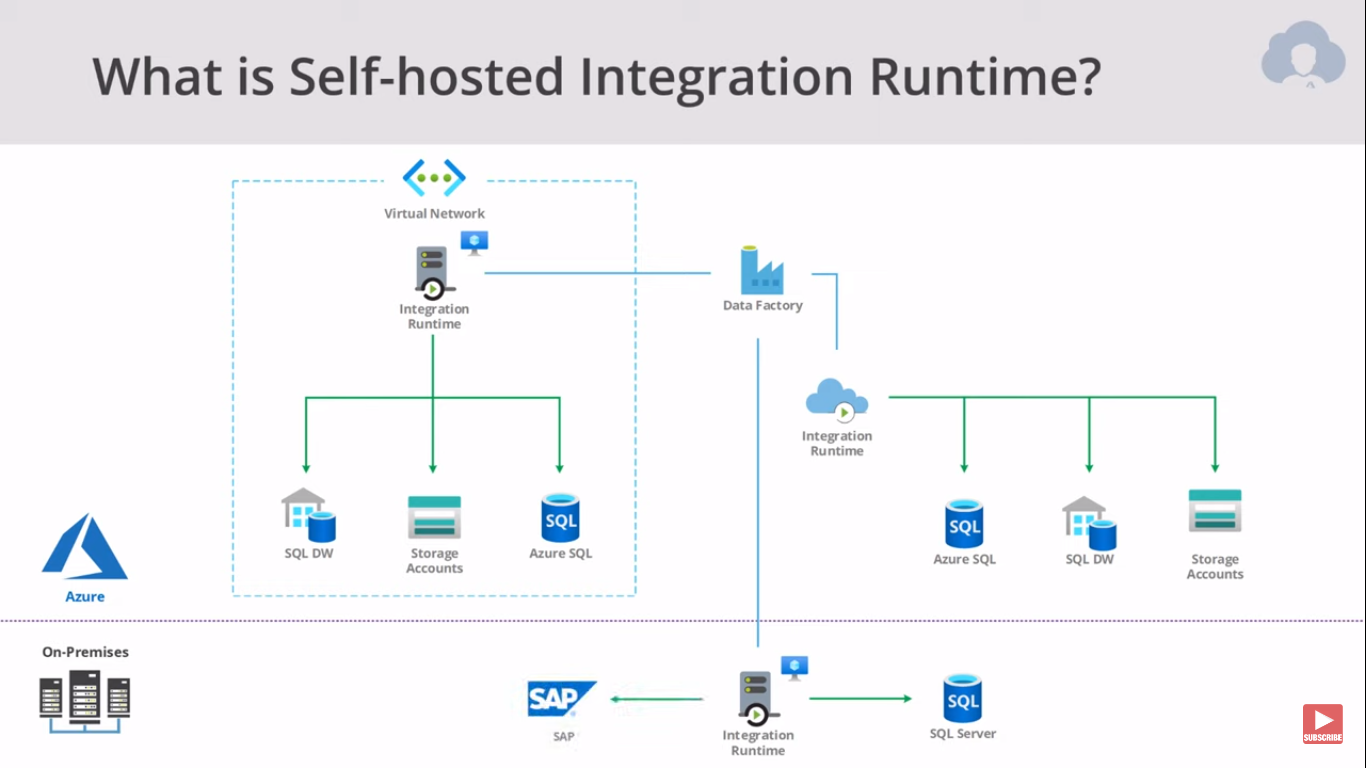 What is Self-hosted Integration Runtime?
Virtual Network
Integration
Runtime
Data Factory
Integration
Runtime
SQL
SQL DW
Storage
Accounts
Azure SQL
SQL
Azure SQL
SQL DW
Storage
Accounts
Azure
On-Premises
SAP
SAP
Integration
Runtime
SQL
SQL Server
SUBSCRIBE